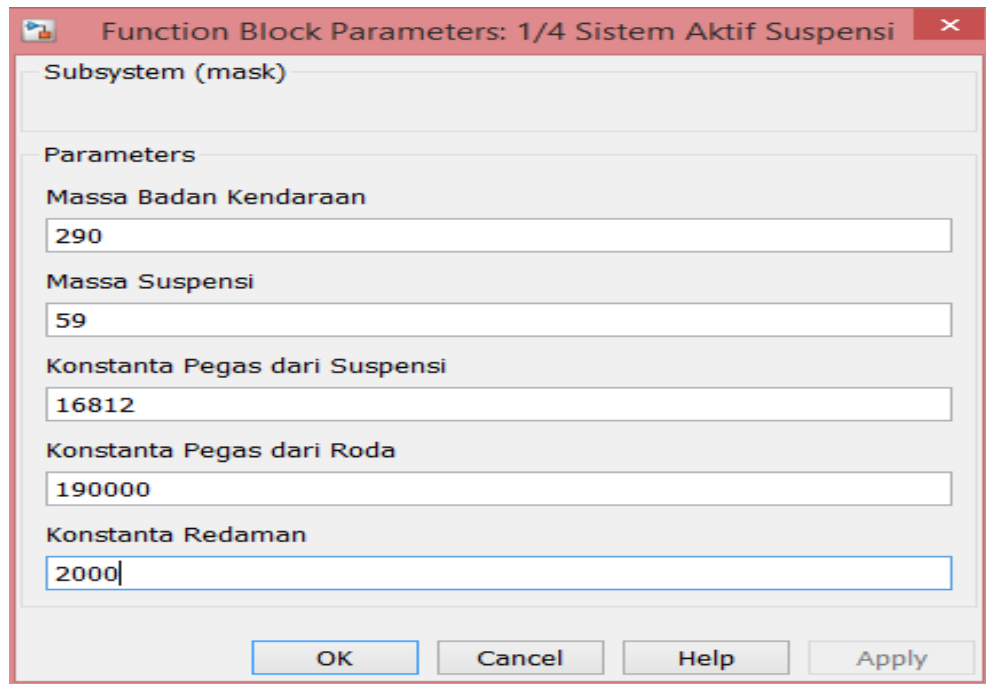 Function Block Parameters: 1/4 Sistem Aktif Suspensi
Subsystem (mask)
Parameters
Massa Badan Kendaraan
290
Massa Suspensi
59
Konstanta Pegas dari Suspensi
16812
Konstanta Pegas dari Roda
190000
Konstanta Redaman
2000
OK Cancel Help Apply